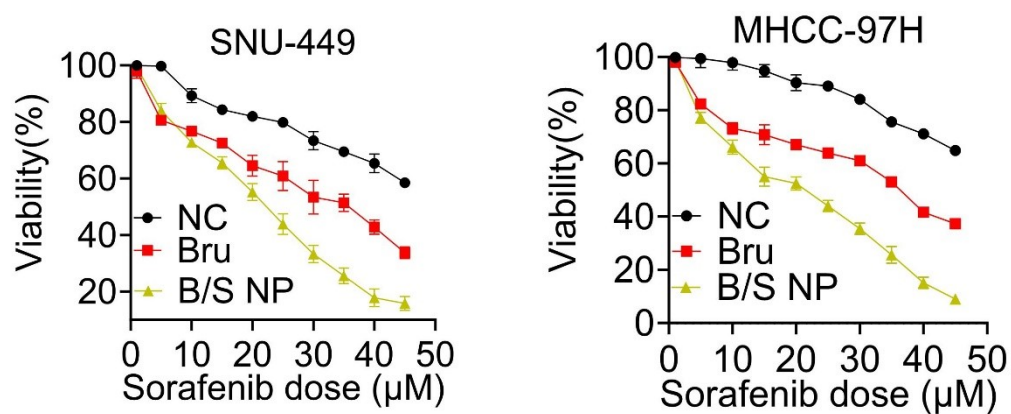 SNU-449
Viability(%)
100
80
60
40
20
NC
Bru
B/S NP
0 10 20 30 40 50
Sorafenib dose (μM)
MHCC-97H
Viability(%)
100
80
60
40
20
0
NC
Bru
B/S NP
0 10 20 30 40 50
Sorafenib dose (μM)